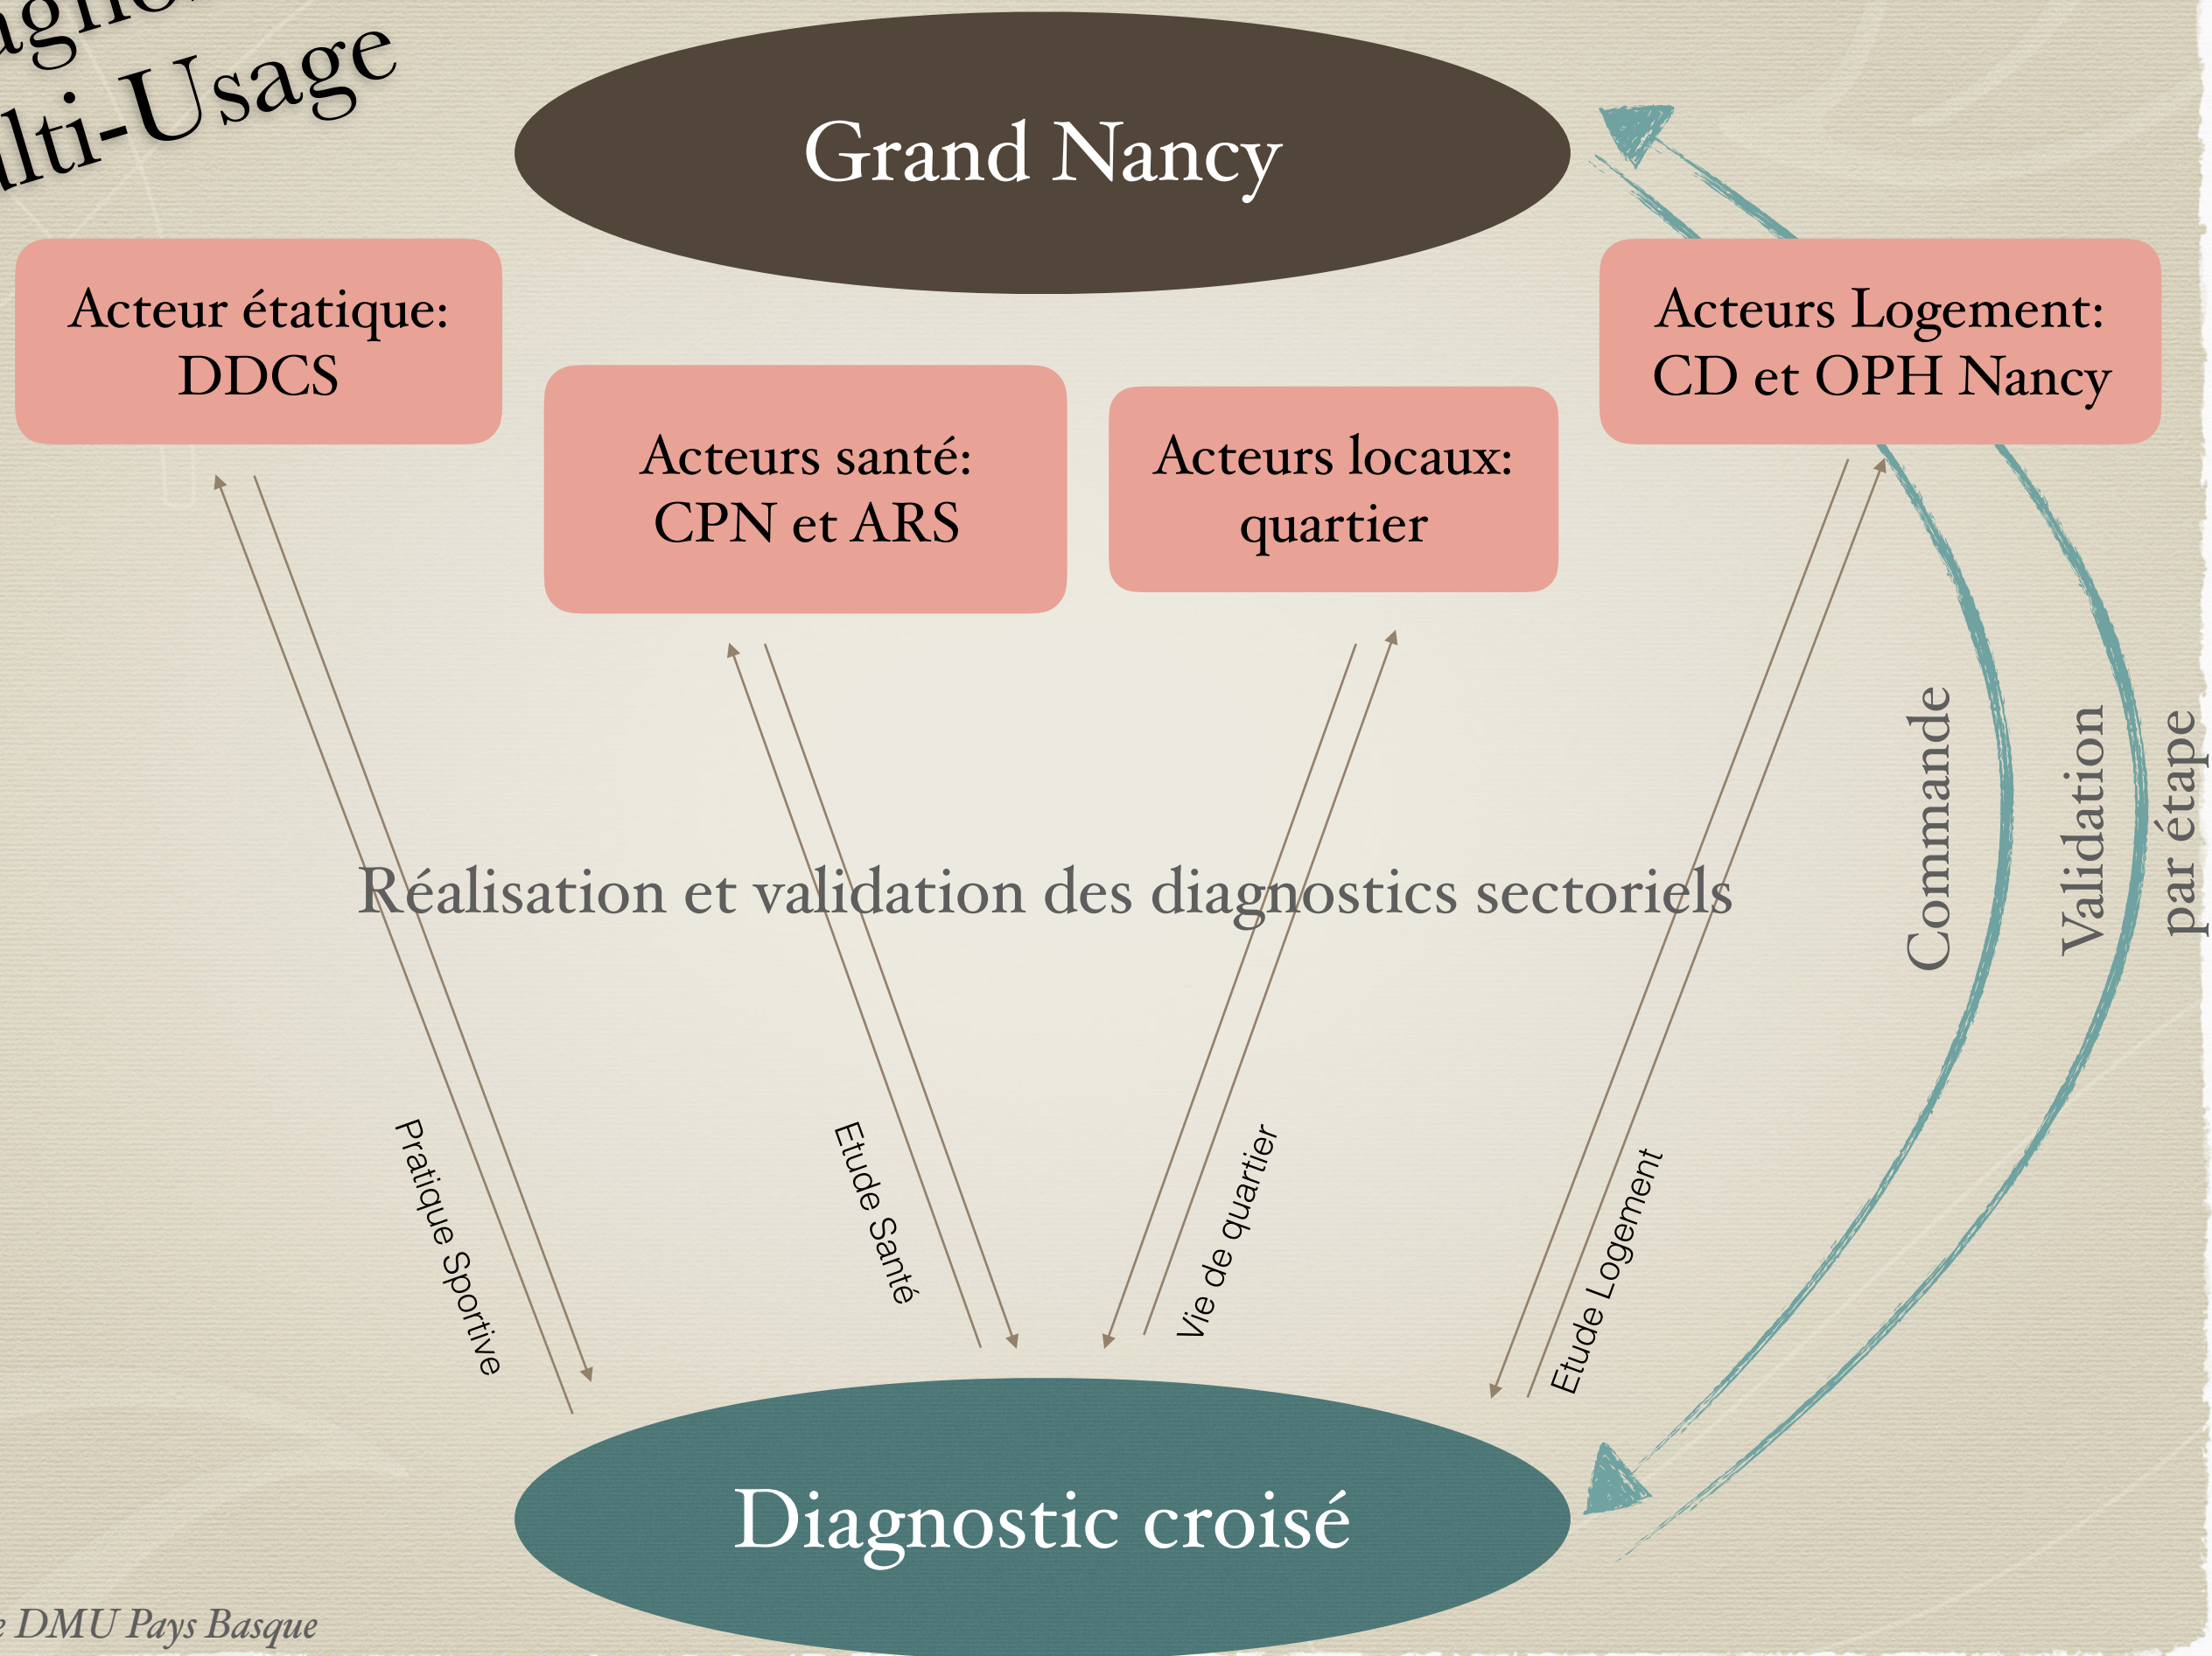 lti-Usage
Grand Nancy
Acteur étatique:
DDCS
Acteurs santé:
CPN et ARS
Acteurs locaux:
quartier
Acteurs Logement:
CD et OPH Nancy
Réalisation et validation des diagnostics sectoriels
Commande
Validation
par étape
Pratique Sportive
Etude Santé
Vie de quartier
Etude Logement
Diagnostic croisé
e DMU Pays Basque